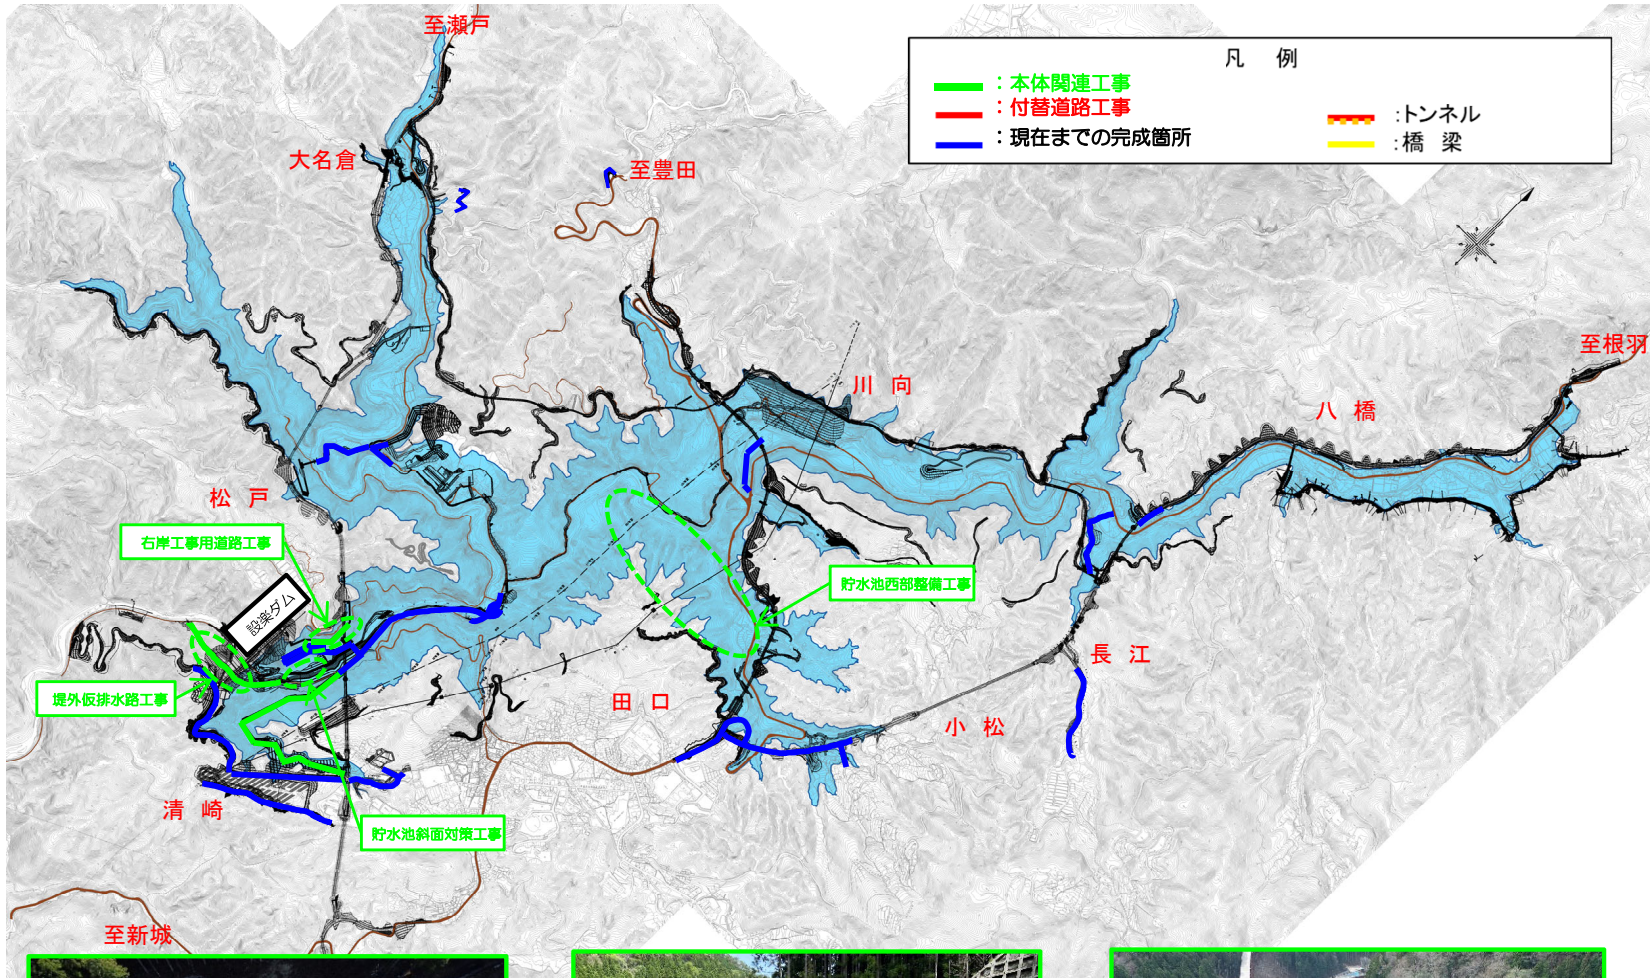 至瀬戸
凡 例
：本体関連工事
：付替道路工事
：現在までの完成箇所
：トンネル
：橋 梁
大名倉
至豊田
至根羽
川 向
八 橋
松 戸
右岸工事用道路工事
貯水池西部整備工事
設楽ダム
長 江
堤外仮排水路工事
田 口
小 松
清 崎
貯水池斜面対策工事
至新城